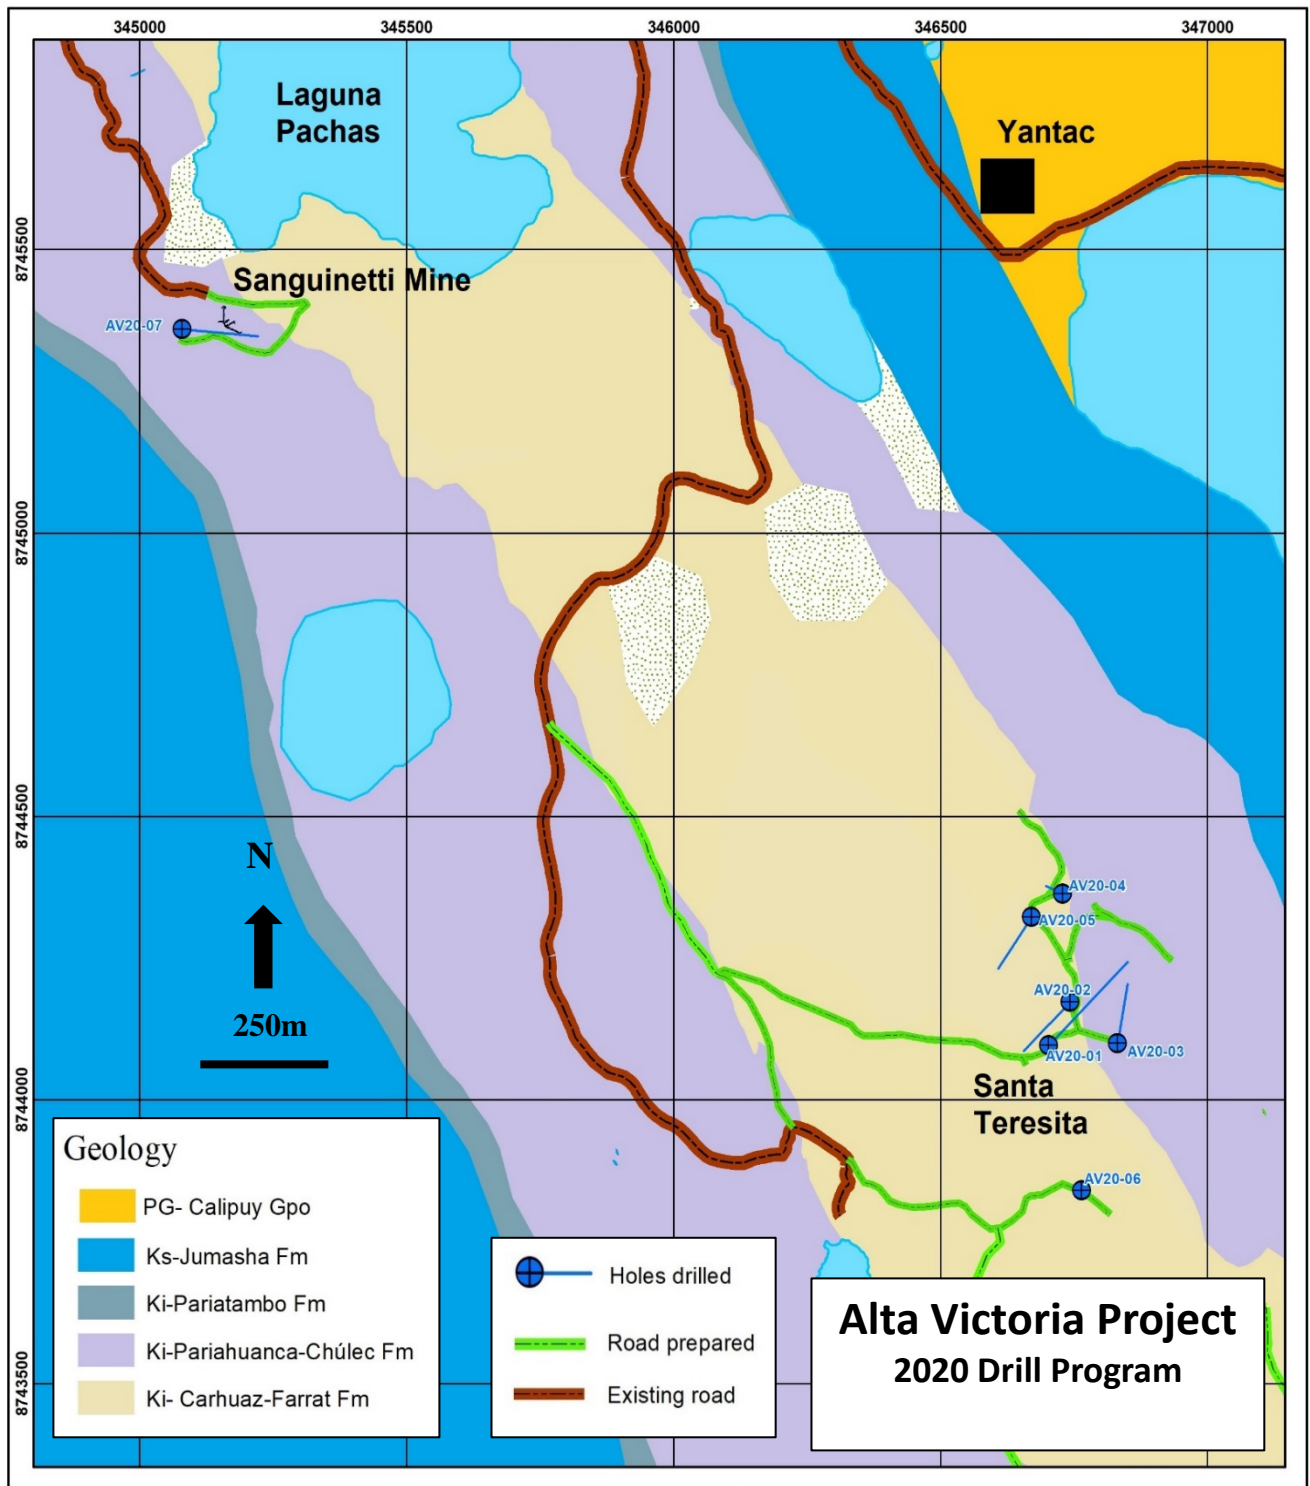 345000
345500
346000
346500
347000
Laguna
Pachas
Yantac
8745500
Sanguinetti Mine
AV20-07
8745000
8744500
N
250m
AV20-04
AV20-05
AV20-02
AV20-01
AV20-03
Santa
Teresita
8744000
AV20-06
Geology
PG- Calipuy Gpo
Ks-Jumasha Fm
Ki-Pariatambo Fm
Ki-Pariahuanca-Chúlec Fm
Ki- Carhuaz-Farrat Fm
Holes drilled
Road prepared
Existing road
Alta Victoria Project
2020 Drill Program
8743500